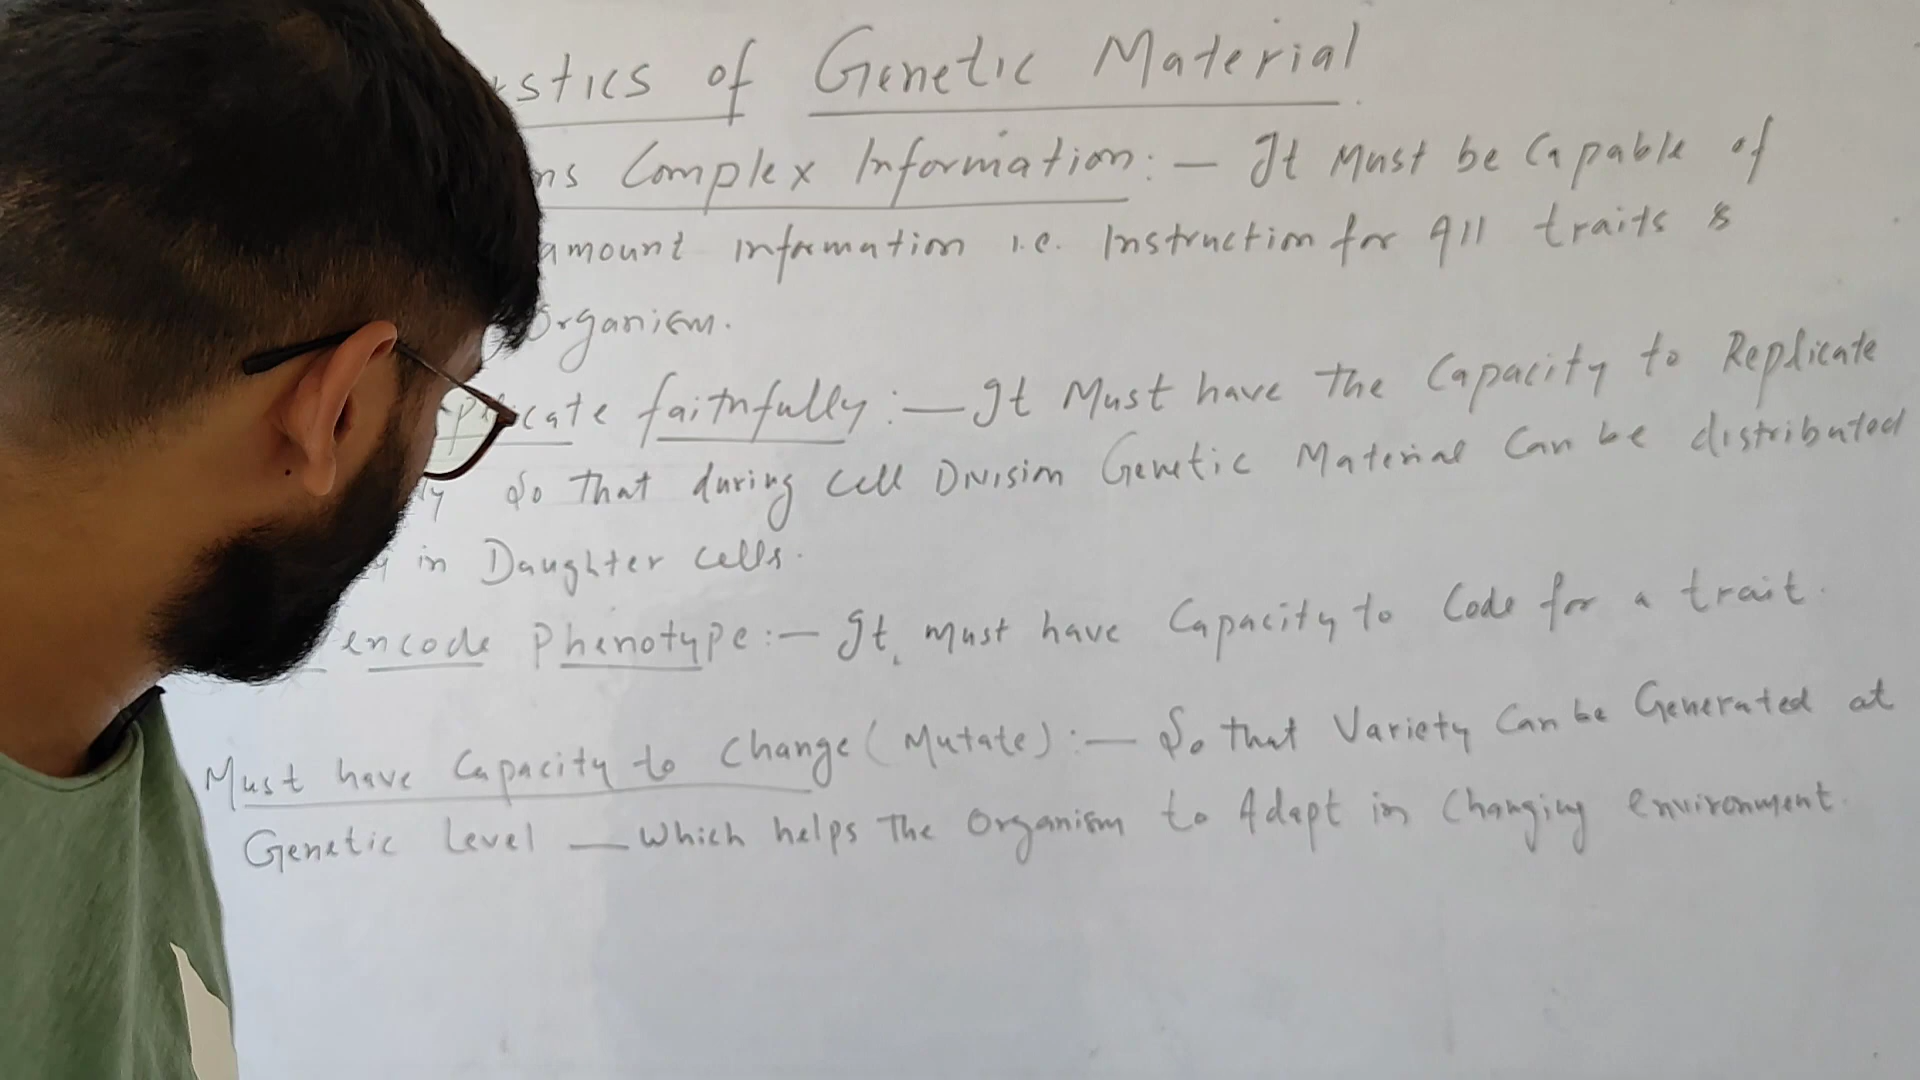 of Genetic Material
Complex Information:— It Must be Capable of
amount information i.e. Instruction for all traits &
Organism.
faithfully:— It Must have The Capacity to Replicate
So That during Cell Division Genetic Material Can be distributed
in Daughter cells.
encode Phenotype:— It must have Capacity to Code for a trait.
Must have Capacity to Change (Mutate):— So that Variety Can be Generated at
Genetic Level — Which helps The Organism to Adapt in Changing environment.